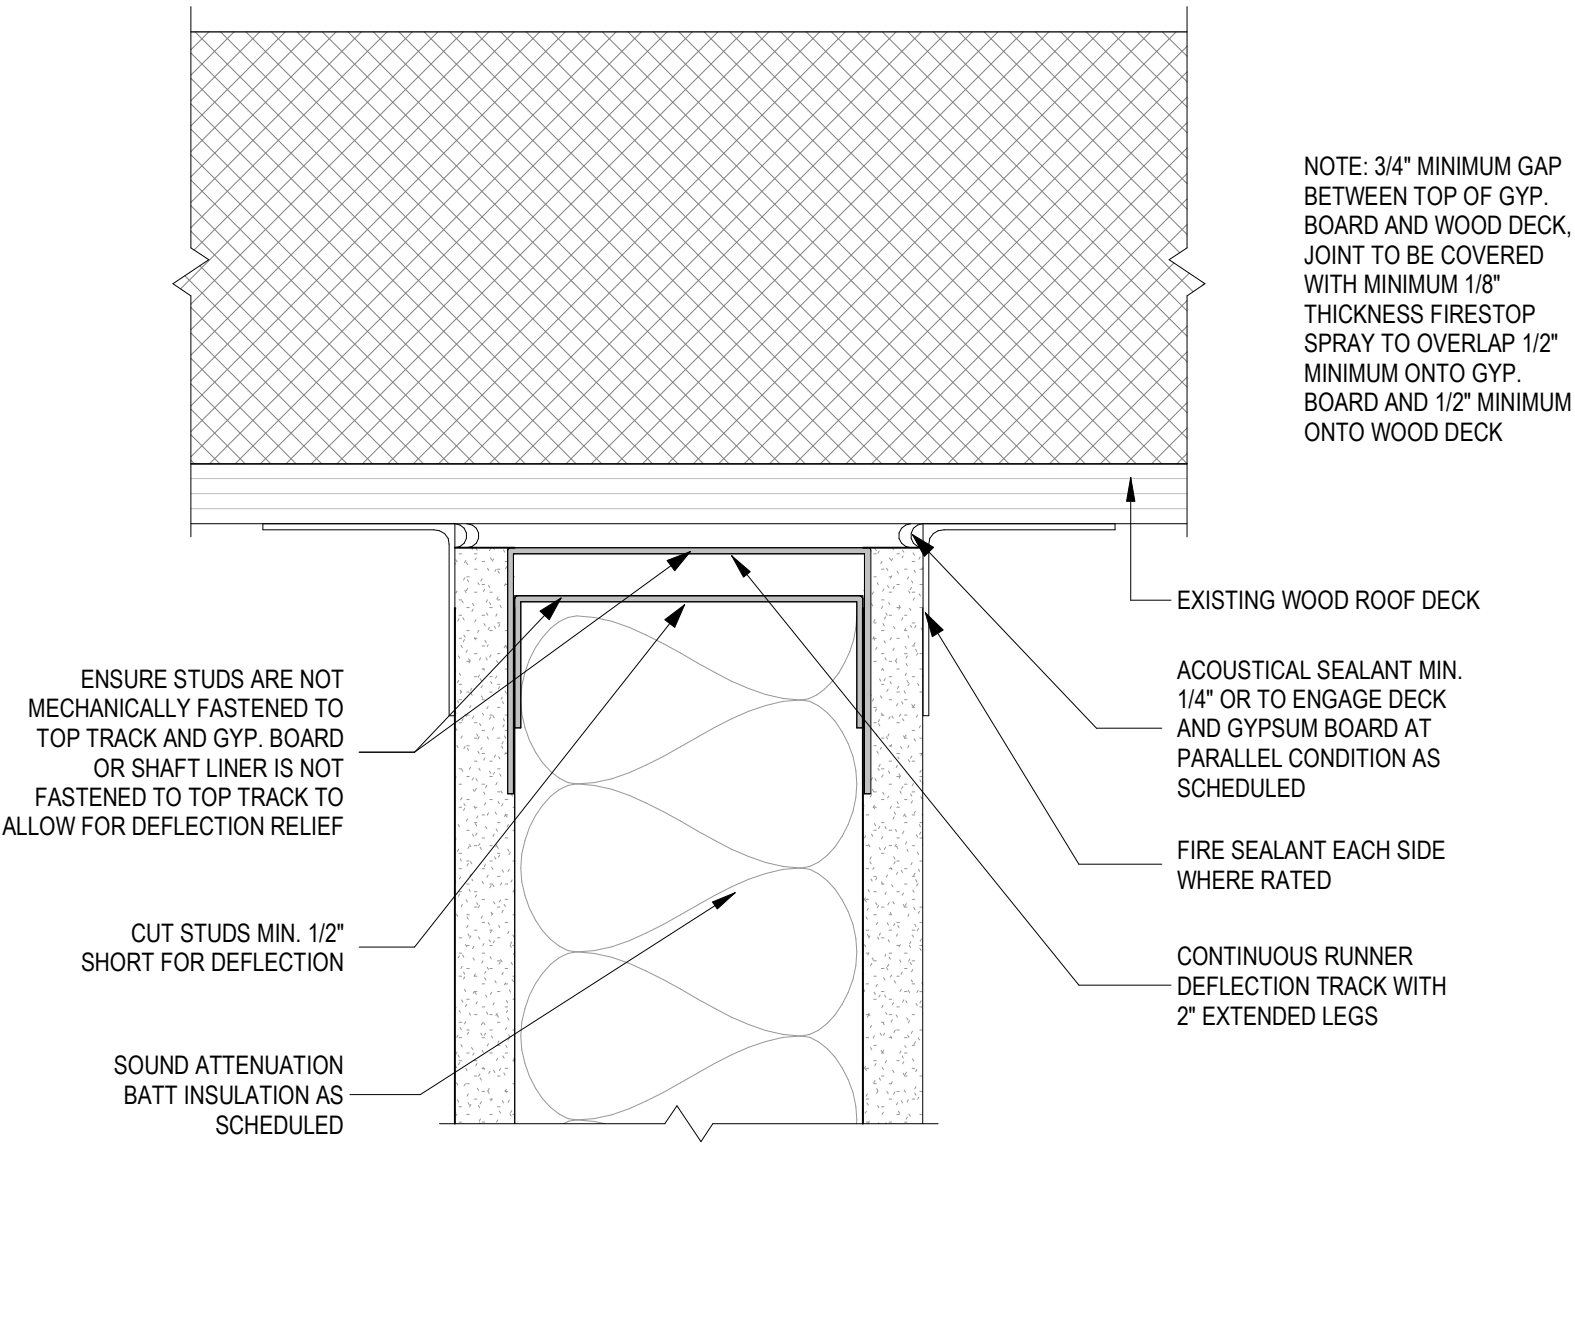 NOTE: 3/4" MINIMUM GAP
BETWEEN TOP OF GYP.
BOARD AND WOOD DECK,
JOINT TO BE COVERED
WITH MINIMUM 1/8"
THICKNESS FIRESTOP
SPRAY TO OVERLAP 1/2"
MINIMUM ONTO GYP.
BOARD AND 1/2" MINIMUM
ONTO WOOD DECK
ENSURE STUDS ARE NOT
MECHANICALLY FASTENED TO
TOP TRACK AND GYP. BOARD
OR SHAFT LINER IS NOT
FASTENED TO TOP TRACK TO
ALLOW FOR DEFLECTION RELIEF
CUT STUDS MIN. 1/2"
SHORT FOR DEFLECTION
SOUND ATTENUATION
BATT INSULATION AS
SCHEDULED
EXISTING WOOD ROOF DECK
ACOUSTICAL SEALANT MIN.
1/4" OR TO ENGAGE DECK
AND GYPSUM BOARD AT
PARALLEL CONDITION AS
SCHEDULED
FIRE SEALANT EACH SIDE
WHERE RATED
CONTINUOUS RUNNER
DEFLECTION TRACK WITH
2" EXTENDED LEGS